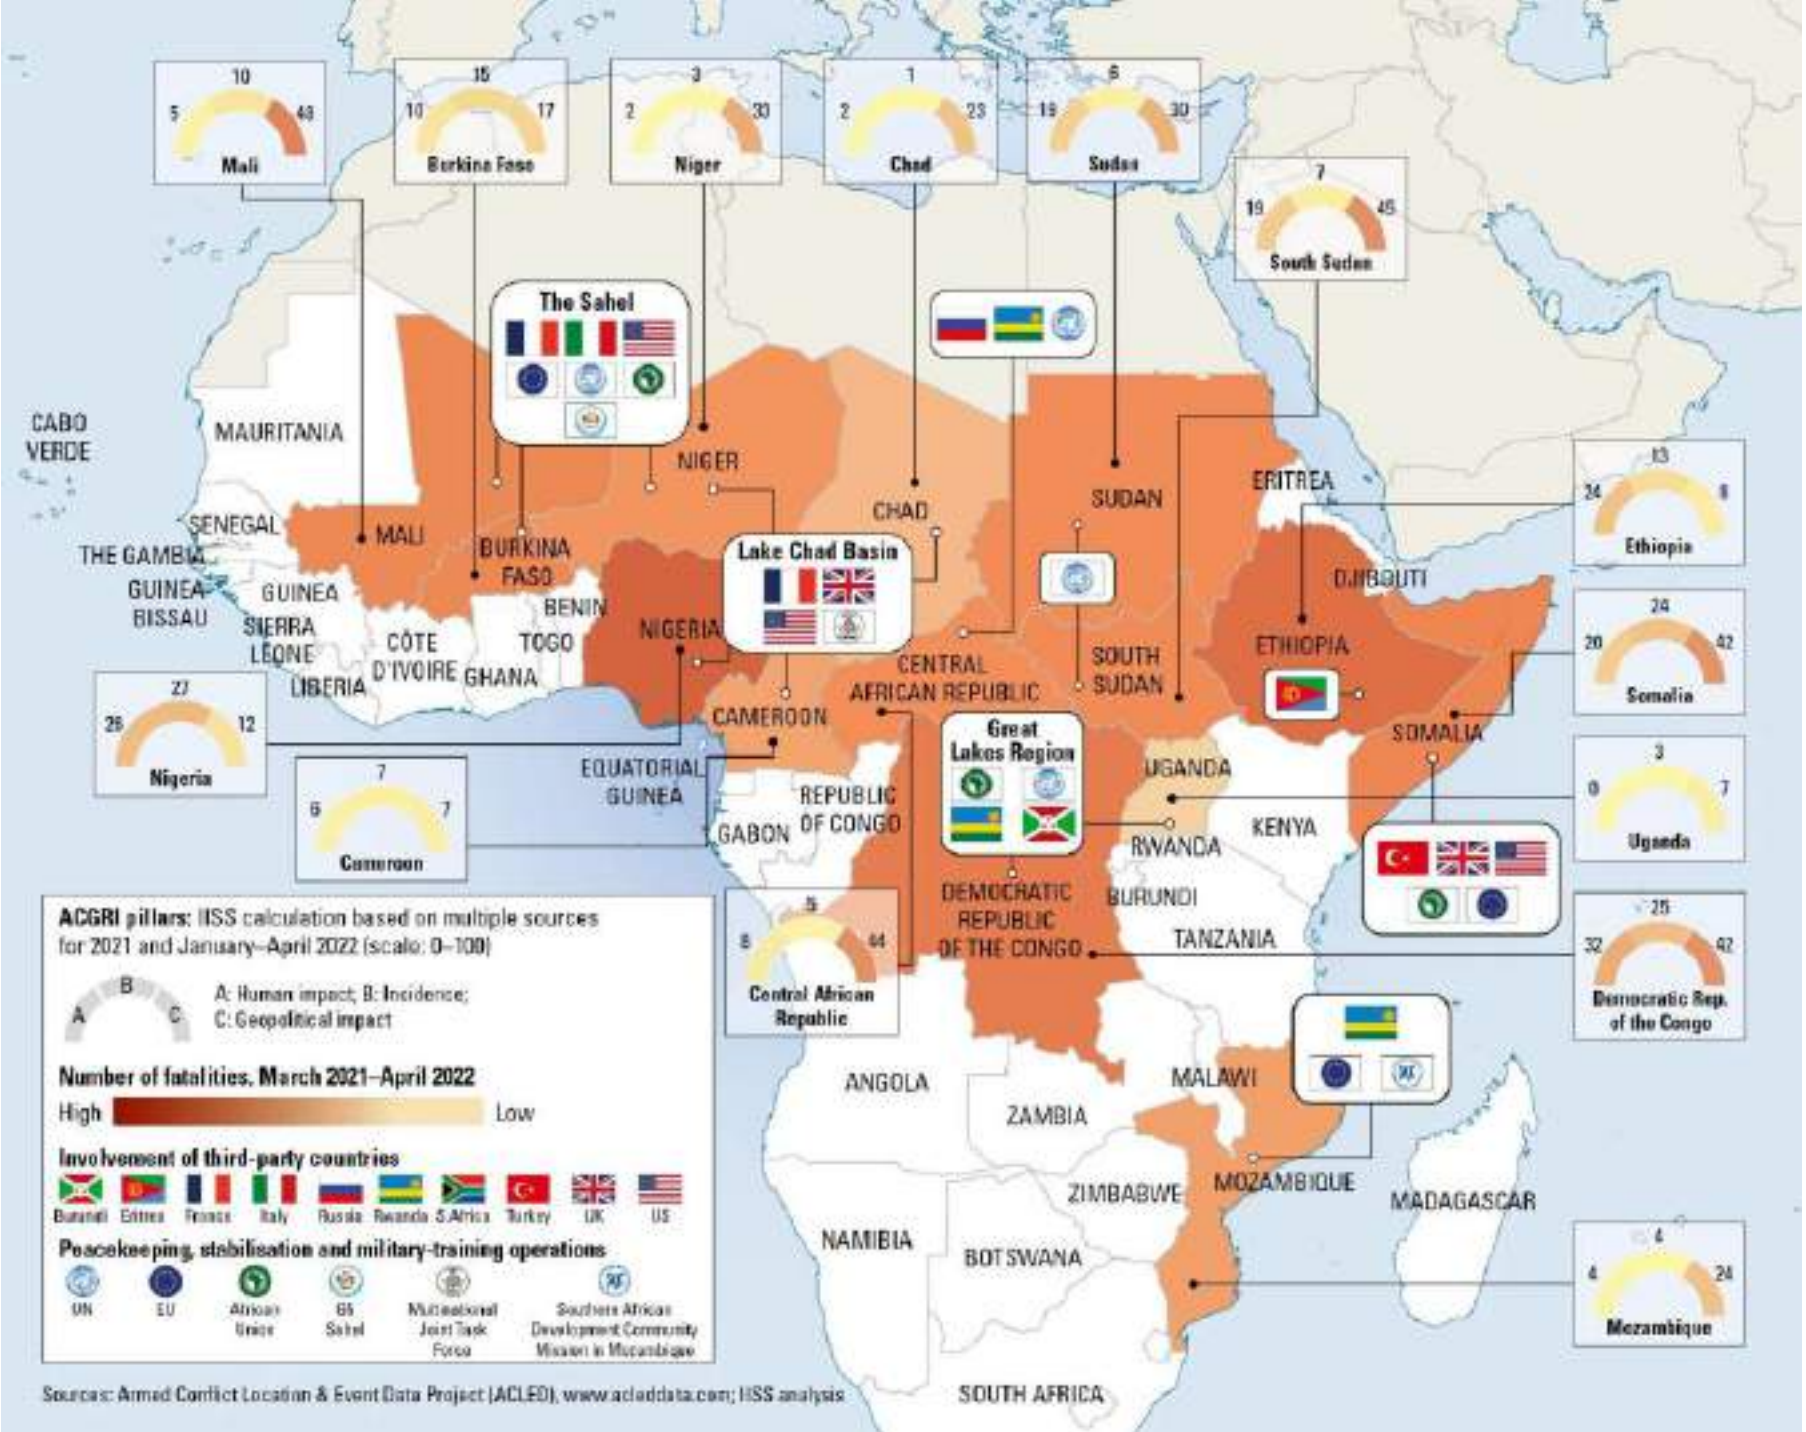 10
5
48
Mali
15
10
17
Burkina Faso
3
2
30
Niger
1
2
23
Chad
6
19
30
Sudan
7
19
45
South Sudan
The Sahel
CABO
VERDE
MAURITANIA
NIGER
CHAD
SUDAN
ERITREA
13
24
Ethiopia
SENEGAL
MALI
THE GAMBIA
BURKINA
FASO
Lake Chad Basin
GUINEA-
BISSAU
GUINEA
DJIBOUTI
SIERRA
LEONE
BENIN
TOGO
CÔTE
D'IVOIRE
GHANA
LIBERIA
NIGERIA
CENTRAL
AFRICAN REPUBLIC
SOUTH
SUDAN
ETHIOPIA
24
20
42
Somalia
27
26
12
Nigeria
CAMEROON
Great
Lakes Region
SOMALIA
7
6
7
Cameroon
EQUATORIAL
GUINEA
REPUBLIC
OF CONGO
GABON
UGANDA
KENYA
RWANDA
3
0
7
Uganda
DEMOCRATIC
REPUBLIC
OF THE CONGO
BURUNDI
TANZANIA
5
8
44
Central African
Republic
25
32
42
Democratic Rep.
of the Congo
ACGRI pillars: IISS calculation based on multiple sources
for 2021 and January–April 2022 (scale: 0–100)
B
A
C
A: Human impact; B: Incidence;
C: Geopolitical impact
Number of fatalities, March 2021–April 2022
High
Low
ANGOLA
MALAWI
ZAMBIA
ZIMBABWE
MOZAMBIQUE
MADAGASCAR
NAMIBIA
BOTSWANA
4
4
24
Mozambique
Involvement of third-party countries
Burundi Eritrea France Italy Russia Rwanda S.Africa Turkey UK US
Peacekeeping, stabilisation and military-training operations
UN
EU
African
Union
G5
Sahel
Multinational
Joint Task
Force
Southern African
Development Community
Mission in Mozambique
Sources: Armed Conflict Location & Event Data Project (ACLED), www.acleddata.com; IISS analysis
SOUTH AFRICA